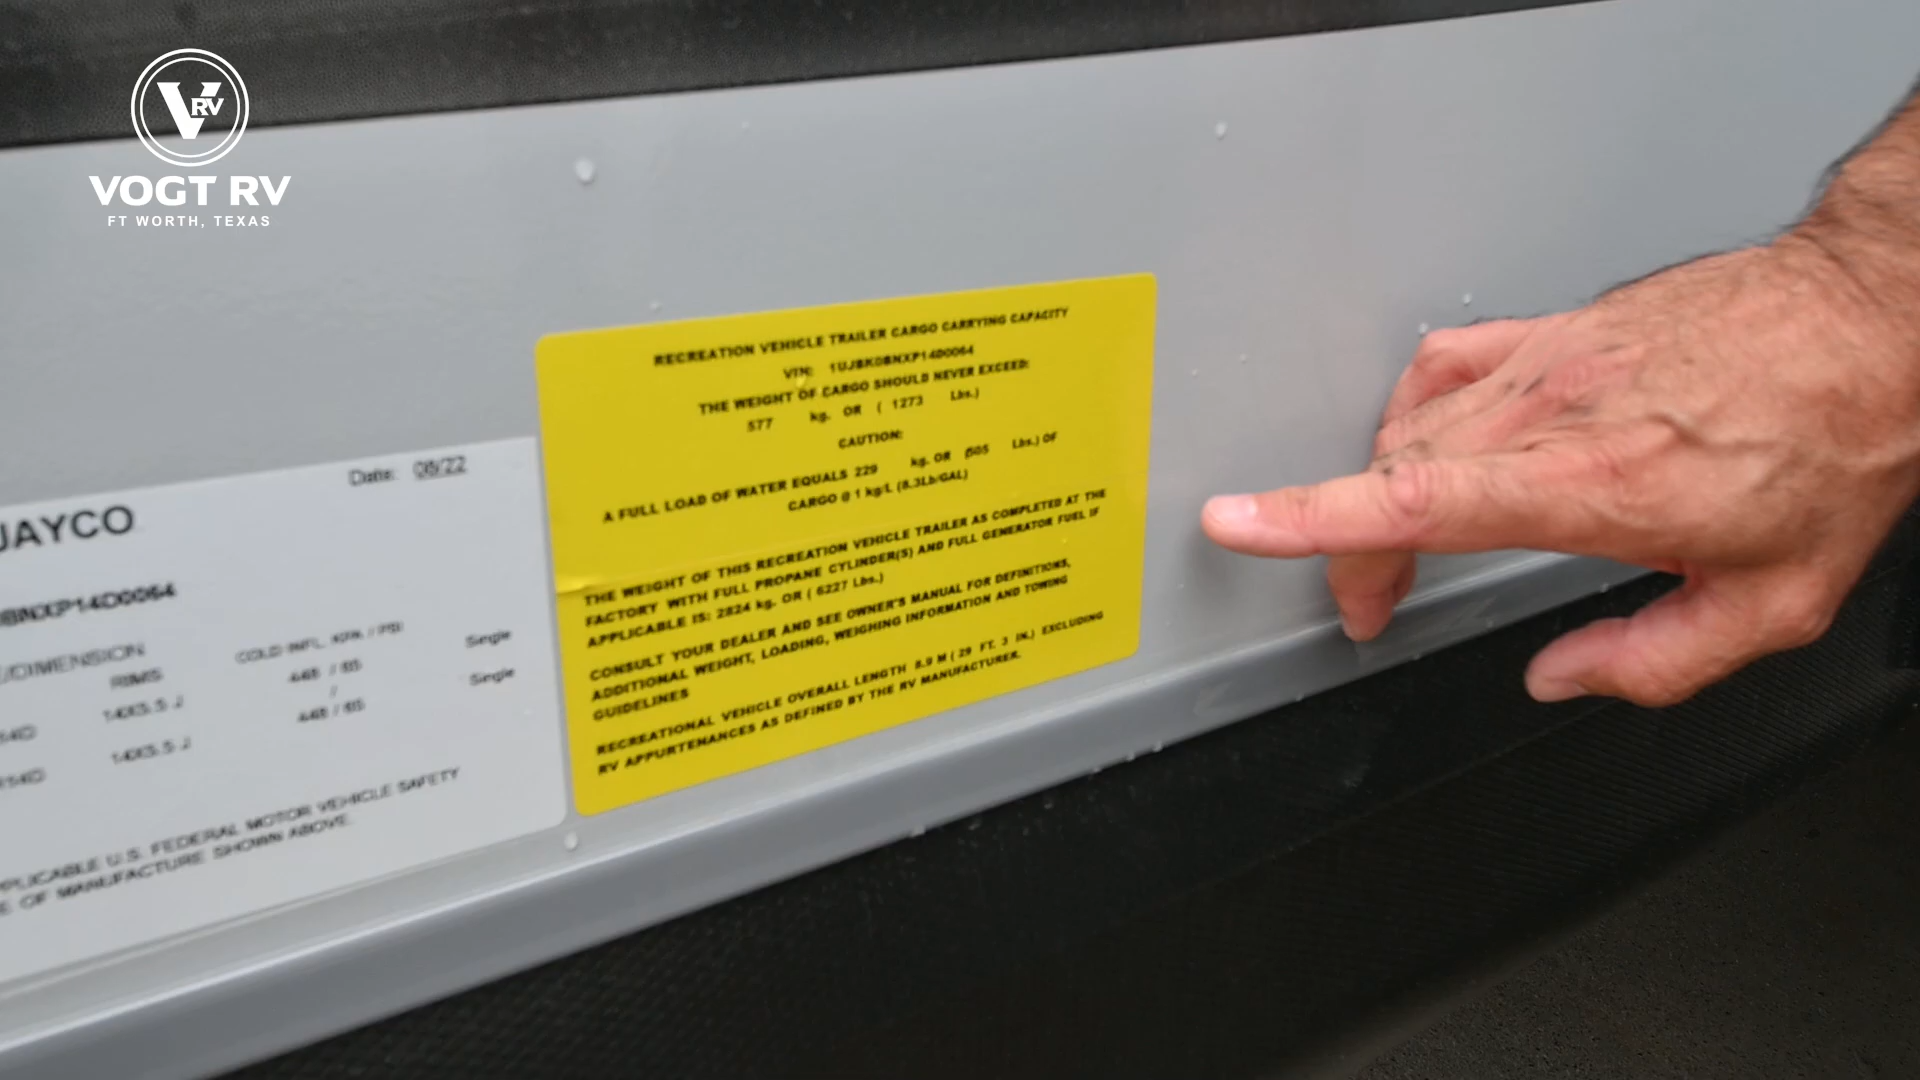 VRV
VOGT RV
FT WORTH, TEXAS
RECREATION VEHICLE TRAILER CARGO CARRYING CAPACITY
VIN: 1UJBK0BNXP14D0064
THE WEIGHT OF CARGO SHOULD NEVER EXCEED:
577 kg. OR ( 1273 Lbs.)
CAUTION:
A FULL LOAD OF WATER EQUALS 229 kg. OR (505 Lbs.) OF
CARGO @ 1 kg/L (8.3Lb/GAL)
THE WEIGHT OF THIS RECREATION VEHICLE TRAILER AS COMPLETED AT THE
FACTORY WITH FULL PROPANE CYLINDER(S) AND FULL GENERATOR FUEL IF
APPLICABLE IS: 2824 kg. OR ( 6227 Lbs.)
CONSULT YOUR DEALER AND SEE OWNER'S MANUAL FOR DEFINITIONS,
ADDITIONAL WEIGHT, LOADING, WEIGHING INFORMATION AND TOWING
GUIDELINES
RECREATIONAL VEHICLE OVERALL LENGTH 8.9 M ( 29 FT. 3 IN.) EXCLUDING
RV APPURTENANCES AS DEFINED BY THE RV MANUFACTURER.
Date: 08/22
JAYCO
BNXP14D0064
/DIMENSION
RIMS
COLD INFL. KPA / PSI
14X5.5 J
448 / 65
Single
/
14X5.5 J
448 / 65
Single
PPLICABLE U.S. FEDERAL MOTOR VEHICLE SAFETY
E OF MANUFACTURE SHOWN ABOVE.